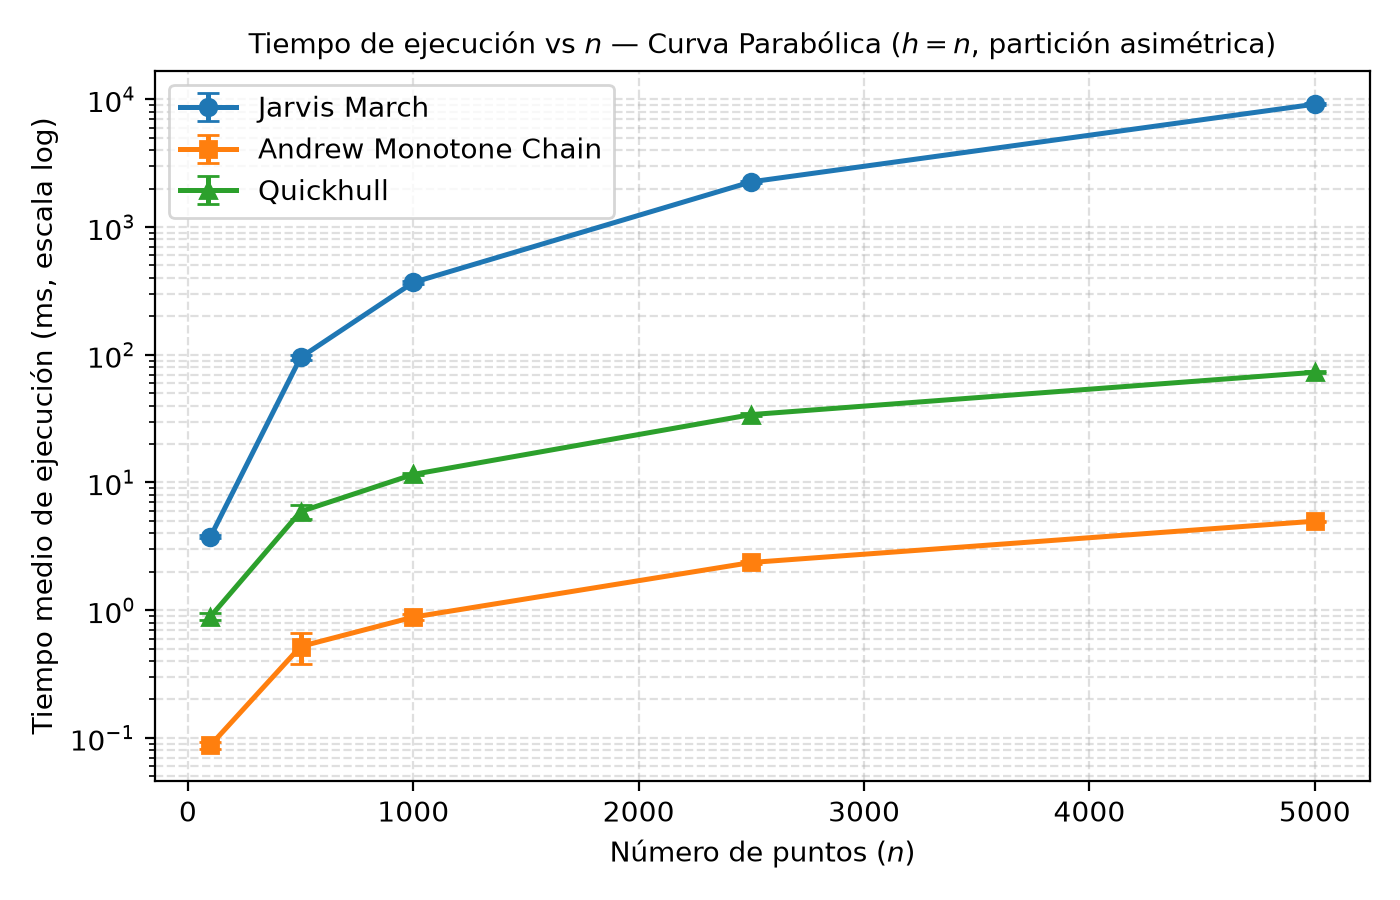 Tiempo de ejecución vs n — Curva Parabólica (h = n, partición asimétrica)
Jarvis March
Andrew Monotone Chain
Quickhull
Tiempo medio de ejecución (ms, escala log)
10⁴
10³
10²
10¹
10⁰
10⁻¹
0 1000 2000 3000 4000 5000
Número de puntos (n)